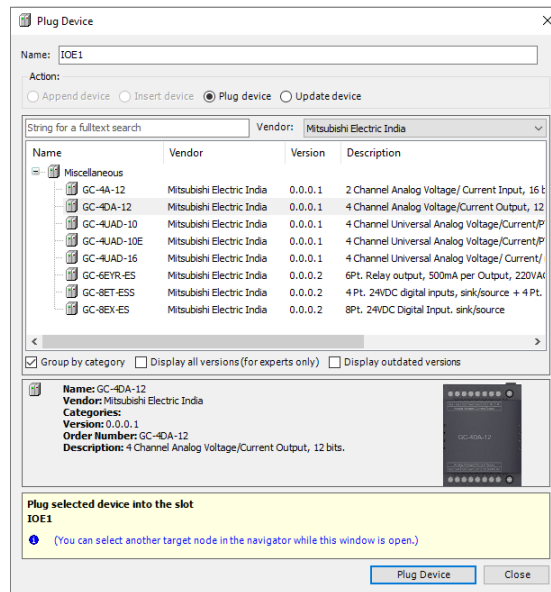 Plug Device
Name: IOE1
Action:
Append device Insert device Plug device Update device
String for a fulltext search Vendor: Mitsubishi Electric India
Name Vendor Version Description
Miscellaneous
GC-4A-12 Mitsubishi Electric India 0.0.0.1 2 Channel Analog Voltage/ Current Input, 16 b
GC-4DA-12 Mitsubishi Electric India 0.0.0.1 4 Channel Analog Voltage/Current Output, 12
GC-4UAD-10 Mitsubishi Electric India 0.0.0.1 4 Channel Universal Analog Voltage/Current/P
GC-4UAD-10E Mitsubishi Electric India 0.0.0.1 4 Channel Universal Analog Voltage/Current/P
GC-4UAD-16 Mitsubishi Electric India 0.0.0.1 4 Channel Universal Analog Voltage/ Current/
GC-6EYR-ES Mitsubishi Electric India 0.0.0.2 6Pt. Relay output, 500mA per Output, 220VA
GC-8ET-ESS Mitsubishi Electric India 0.0.0.2 4 Pt. 24VDC digital inputs, sink/source + 4 Pt.
GC-8EX-ES Mitsubishi Electric India 0.0.0.2 8Pt. 24VDC Digital Input. sink/source
Group by category Display all versions (for experts only) Display outdated versions
Name: GC-4DA-12
Vendor: Mitsubishi Electric India
Categories:
Version: 0.0.0.1
Order Number: GC-4DA-12
Description: 4 Channel Analog Voltage/Current Output, 12 bits.
GC-4DA-12
Plug selected device into the slot
IOE1
(You can select another target node in the navigator while this window is open.)
Plug Device Close